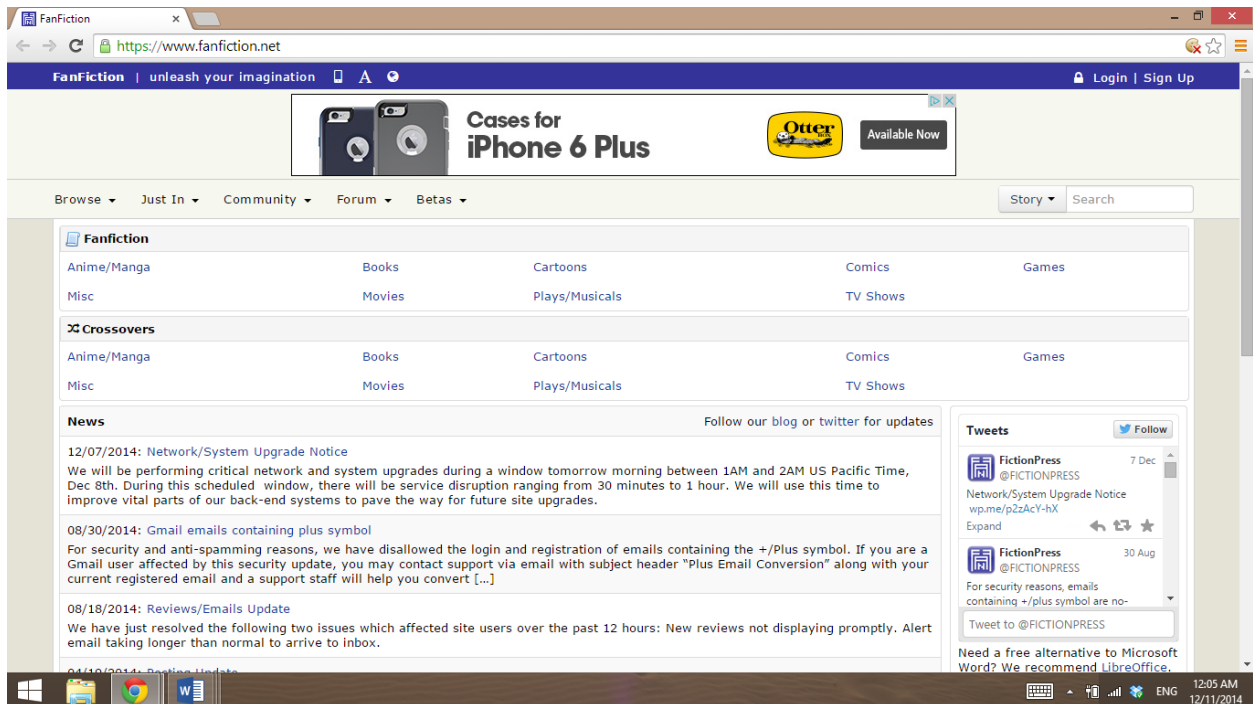 FanFiction
https://www.fanfiction.net
FanFiction | unleash your imagination A Login | Sign Up
Cases for
iPhone 6 Plus
Otter
BOX
Available Now
Browse Just In Community Forum Betas Story Search
Fanfiction
Anime/Manga Books Cartoons Comics Games
Misc Movies Plays/Musicals TV Shows
Crossovers
Anime/Manga Books Cartoons Comics Games
Misc Movies Plays/Musicals TV Shows
News Follow our blog or twitter for updates
12/07/2014: Network/System Upgrade Notice
We will be performing critical network and system upgrades during a window tomorrow morning between 1AM and 2AM US Pacific Time,
Dec 8th. During this scheduled window, there will be service disruption ranging from 30 minutes to 1 hour. We will use this time to
improve vital parts of our back-end systems to pave the way for future site upgrades.
08/30/2014: Gmail emails containing plus symbol
For security and anti-spamming reasons, we have disallowed the login and registration of emails containing the +/Plus symbol. If you are a
Gmail user affected by this security update, you may contact support via email with subject header “Plus Email Conversion” along with your
current registered email and a support staff will help you convert […]
08/18/2014: Reviews/Emails Update
We have just resolved the following two issues which affected site users over the past 12 hours: New reviews not displaying promptly. Alert
email taking longer than normal to arrive to inbox.
04/10/2014: Posting Update
Tweets Follow
FictionPress 7 Dec
@FICTIONPRESS
Network/System Upgrade Notice
wp.me/p2zAcY-hX
Expand
FictionPress 30 Aug
@FICTIONPRESS
For security reasons, emails
containing +/plus symbol are no-
Tweet to @FICTIONPRESS
Need a free alternative to Microsoft
Word? We recommend LibreOffice.
ENG 12:05 AM
12/11/2014